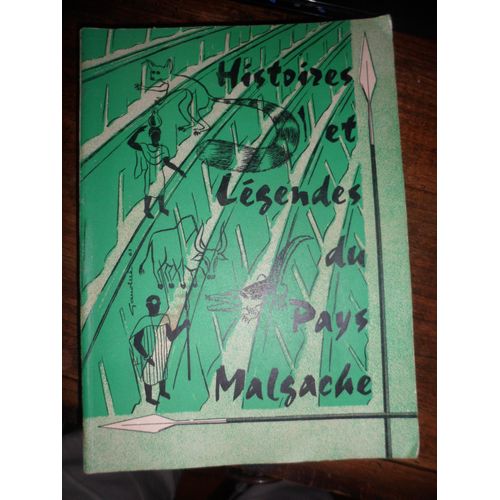 Histoires
et
Légendes
du
Pays
Malgache